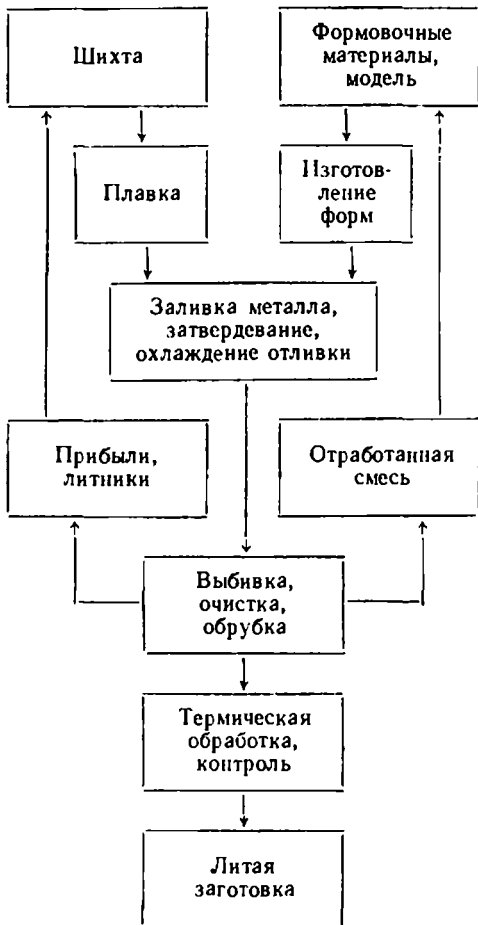 Шихта
Формовочные
материалы,
модель
Плавка
Изготов-
ление
форм
Заливка металла,
затвердевание,
охлаждение отливки
Прибыли,
литники
Отработанная
смесь
Выбивка,
очистка,
обрубка
Термическая
обработка,
контроль
Литая
заготовка